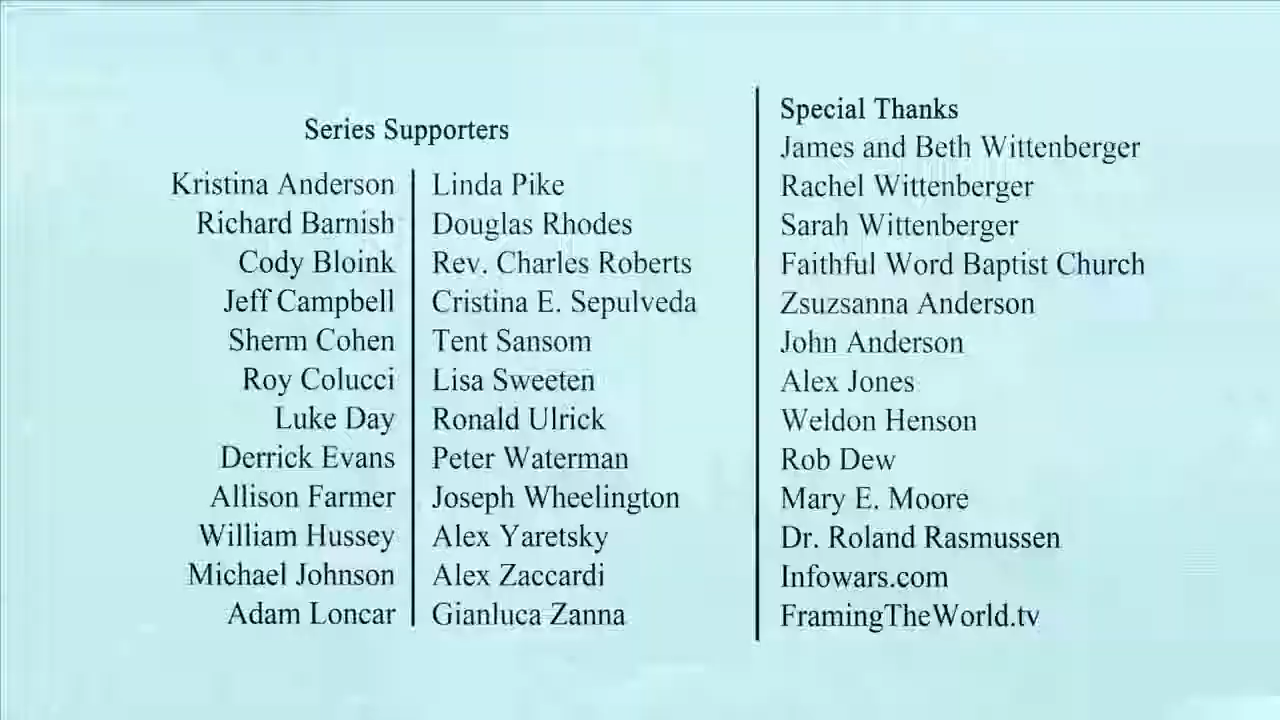 Series Supporters
Kristina Anderson
Richard Barnish
Cody Bloink
Jeff Campbell
Sherm Cohen
Roy Colucci
Luke Day
Derrick Evans
Allison Farmer
William Hussey
Michael Johnson
Adam Loncar
Linda Pike
Douglas Rhodes
Rev. Charles Roberts
Cristina E. Sepulveda
Tent Sansom
Lisa Sweeten
Ronald Ulrick
Peter Waterman
Joseph Wheelington
Alex Yaretsky
Alex Zaccardi
Gianluca Zanna
Special Thanks
James and Beth Wittenberger
Rachel Wittenberger
Sarah Wittenberger
Faithful Word Baptist Church
Zsuzsanna Anderson
John Anderson
Alex Jones
Weldon Henson
Rob Dew
Mary E. Moore
Dr. Roland Rasmussen
Infowars.com
FramingTheWorld.tv